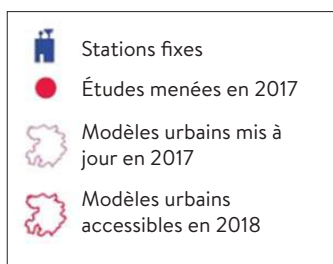 Stations fixes
Études menées en 2017
Modèles urbains mis à
jour en 2017
Modèles urbains
accessibles en 2018